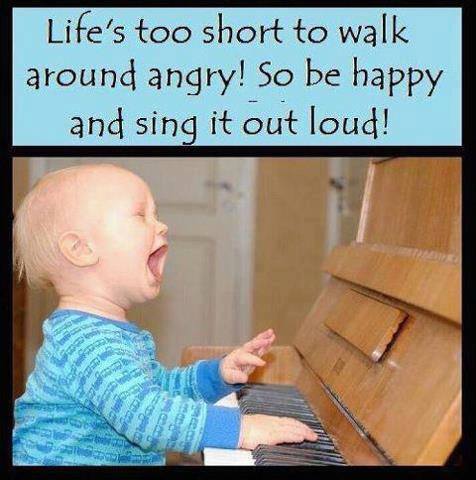 Life's too short to walk
around angry! So be happy
and sing it out loud!